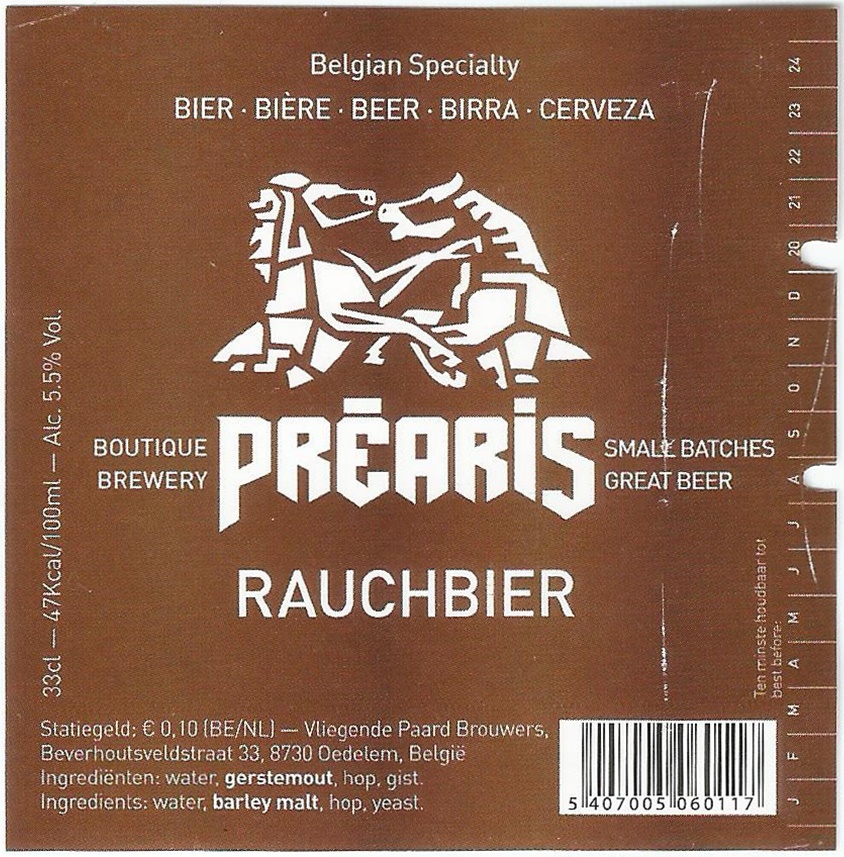 Belgian Specialty
BIER · BIÈRE · BEER · BIRRA · CERVEZA
BOUTIQUE
BREWERY
PRĒARIS
SMALL BATCHES
GREAT BEER
RAUCHBIER
33cl — 47Kcal/100ml — Alc. 5.5% Vol.
Statiegeld: € 0,10 (BE/NL) — Vliegende Paard Brouwers,
Beverhoutsveldstraat 33, 8730 Oedelem, België
Ingrediënten: water, gerstemout, hop, gist.
Ingredients: water, barley malt, hop, yeast.
5 407005 060117
Ten minste houdbaar tot
best before:
J F M A M J J A S O N D 20 21 22 23 24